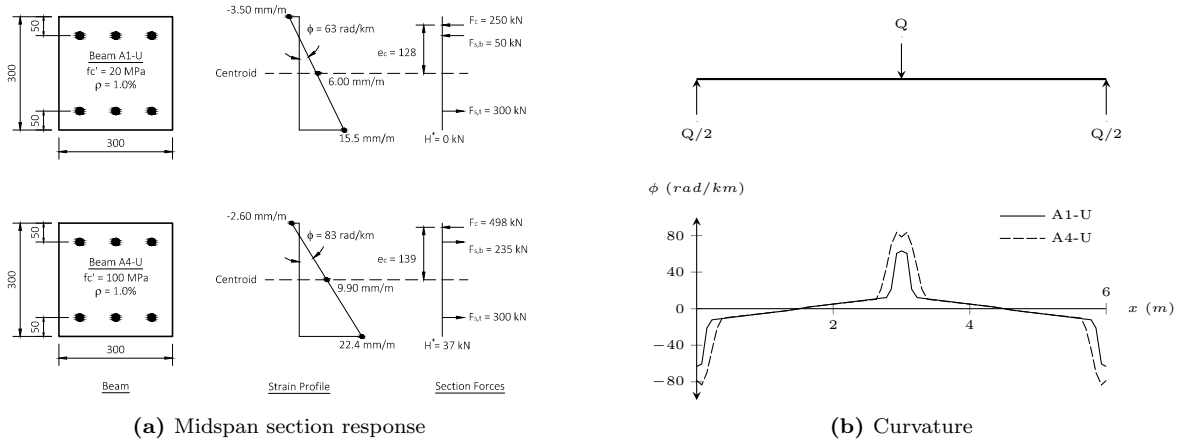 50
300
50
Beam A1-U
fc' = 20 MPa
ρ = 1.0%
300
-3.50 mm/m
ϕ = 63 rad/km
Centroid
6.00 mm/m
15.5 mm/m
F_c = 250 kN
F_s,b = 50 kN
e_c = 128
F_s,t = 300 kN
H* = 0 kN
50
300
50
Beam A4-U
fc' = 100 MPa
ρ = 1.0%
300
Beam
-2.60 mm/m
ϕ = 83 rad/km
Centroid
9.90 mm/m
22.4 mm/m
Strain Profile
F_c = 498 kN
F_s,b = 235 kN
e_c = 139
F_s,t = 300 kN
H* = 37 kN
Section Forces
(a) Midspan section response
Q
Q/2
Q/2
ϕ (rad/km)
A1-U
A4-U
80
40
0
−40
−80
2
4
6
x (m)
(b) Curvature